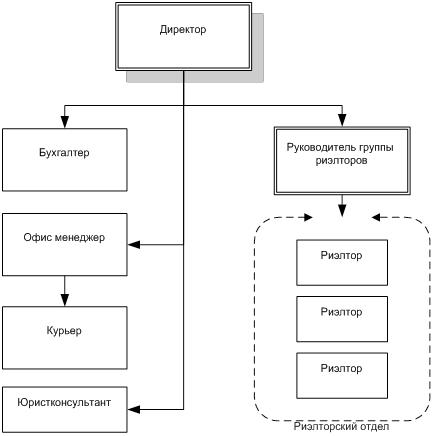 Директор
Бухгалтер
Руководитель группы
риэлторов
Офис менеджер
Риэлтор
Курьер
Риэлтор
Риэлтор
Юристконсультант
Риэлторский отдел